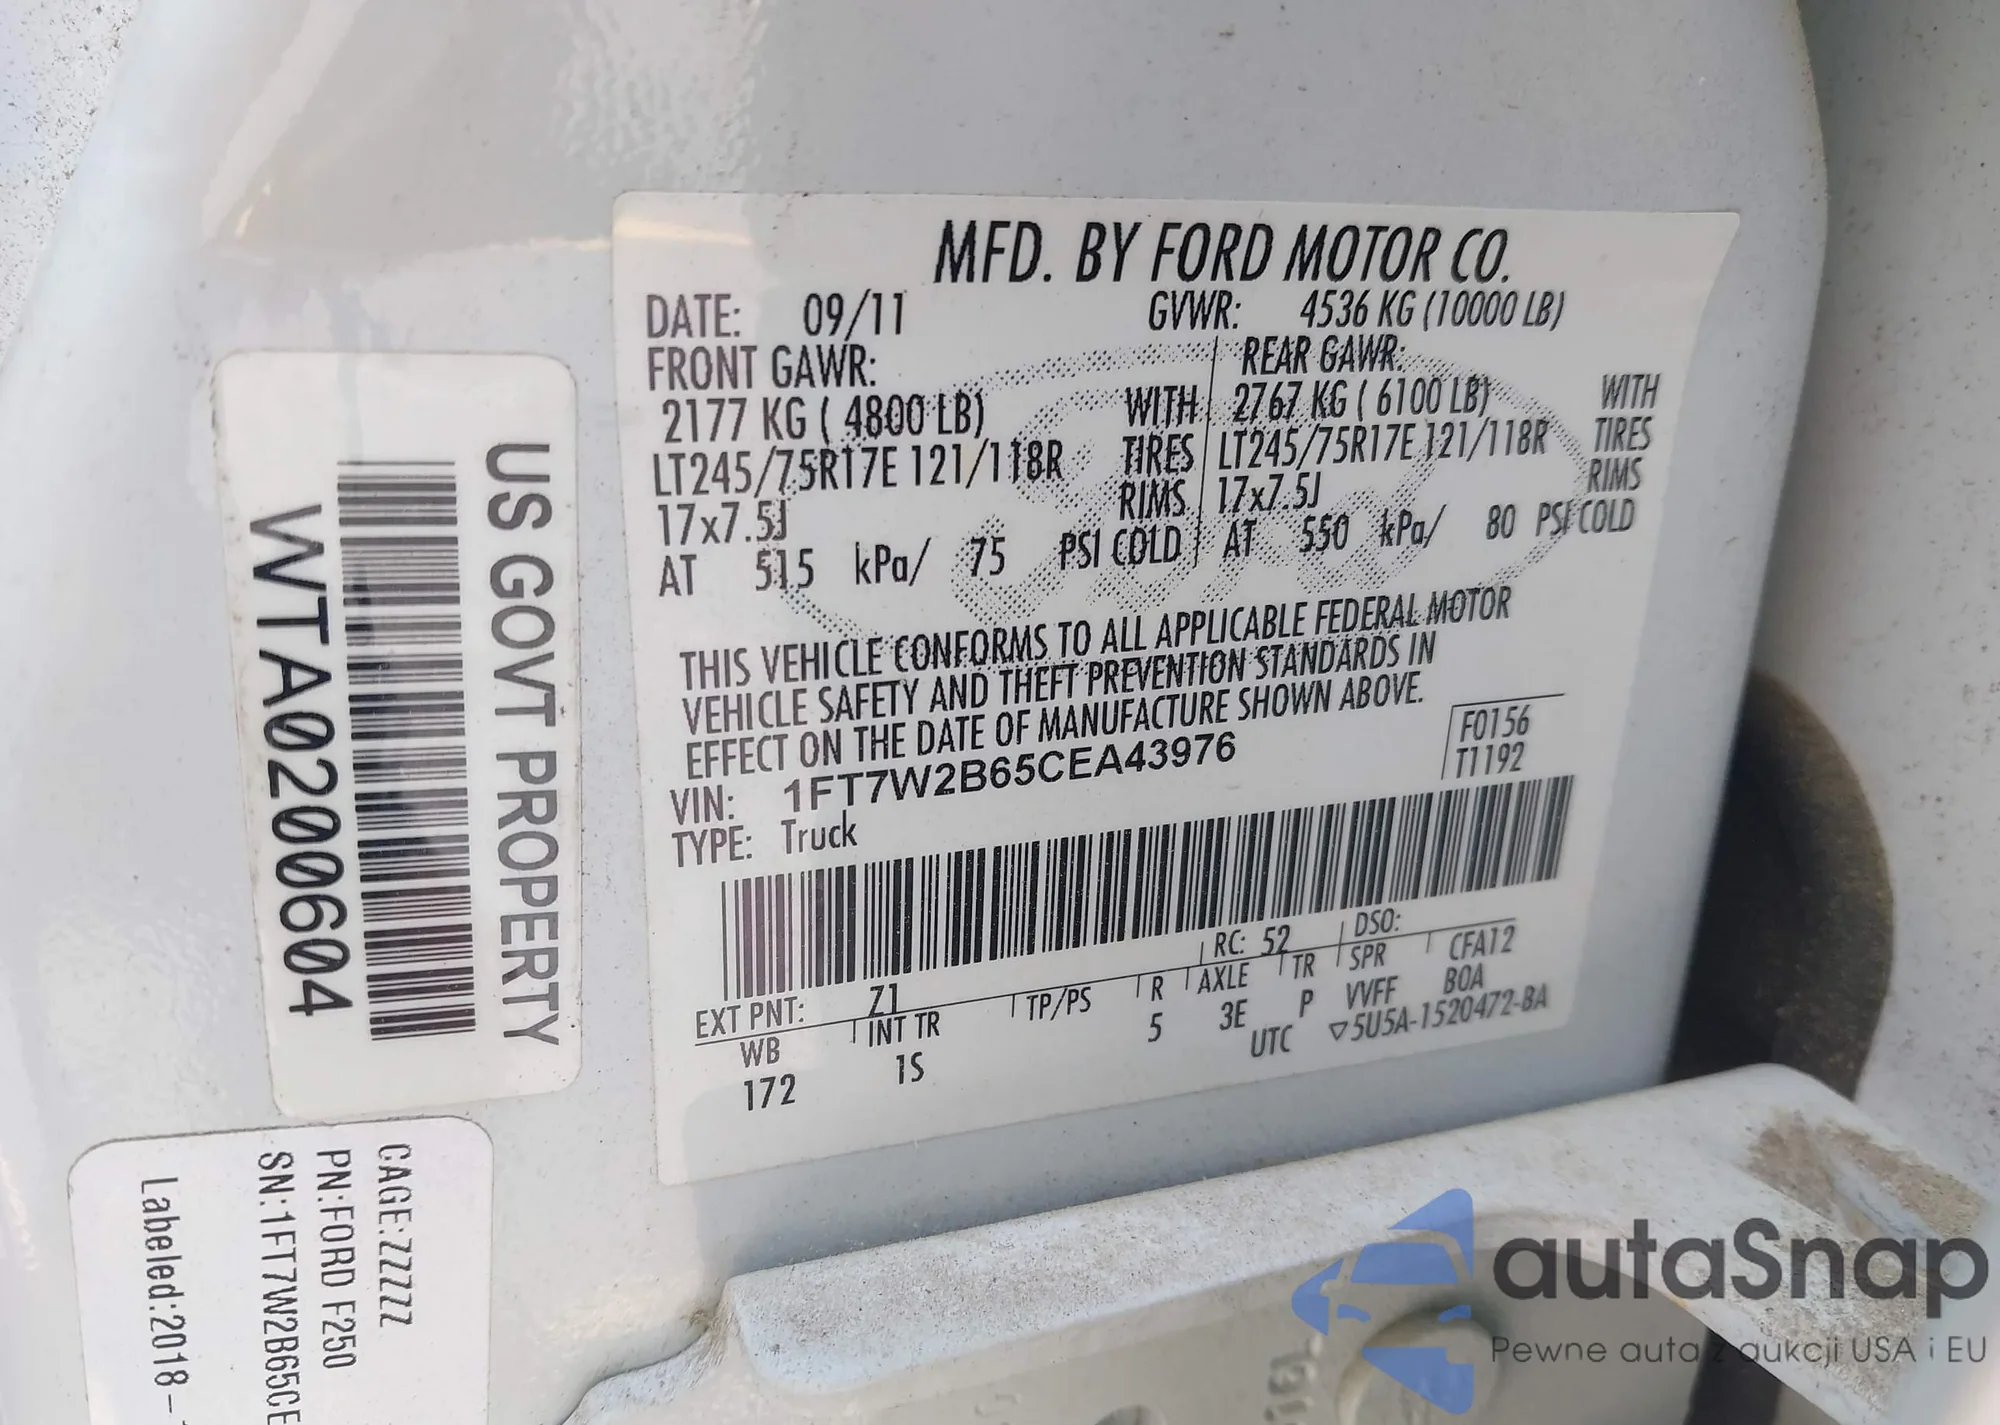 MFD. BY FORD MOTOR CO.
DATE: 09/11 GVWR: 4536 KG (10000 LB)
FRONT GAWR: REAR GAWR:
2177 KG ( 4800 LB) WITH 2767 KG ( 6100 LB) WITH
LT245/75R17E 121/118R TIRES LT245/75R17E 121/118R TIRES
17x7.5J RIMS 17x7.5J RIMS
AT 515 kPa/ 75 PSI COLD AT 550 kPa/ 80 PSI COLD
THIS VEHICLE CONFORMS TO ALL APPLICABLE FEDERAL MOTOR
VEHICLE SAFETY AND THEFT PREVENTION STANDARDS IN
EFFECT ON THE DATE OF MANUFACTURE SHOWN ABOVE.
VIN: 1FT7W2B65CEA43976
F0156
T1192
TYPE: Truck
EXT PNT: Z1 RC: 52 DSO:
WB INT TR TP/PS R AXLE TR SPR CFA12
172 1S 5 3E P VVFF BOA
UTC ▽5U5A-1520472-BA
US GOVT PROPERTY
WTA0200604
CAGE:ZZZZZ
PN:FORD F250
SN:1FT7W2B65CE
Labeled:2018-
autaSnap
Pewne auta z aukcji USA i EU